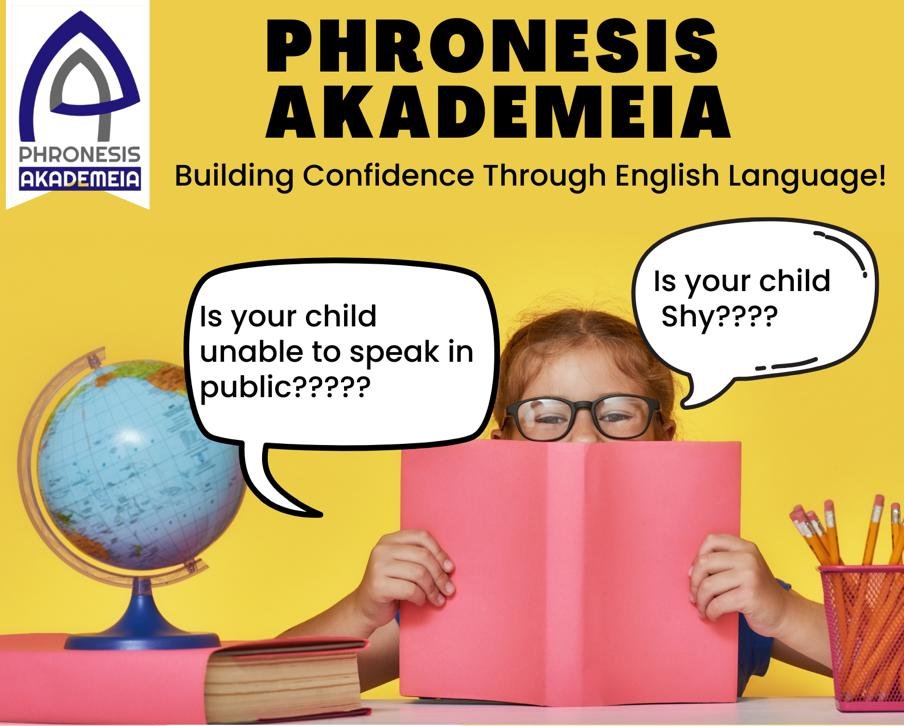 PHRONESIS
AKADEMEIA
PHRONESIS
AKADEMEIA
Building Confidence Through English Language!
Is your child
unable to speak in
public?????
Is your child
Shy????